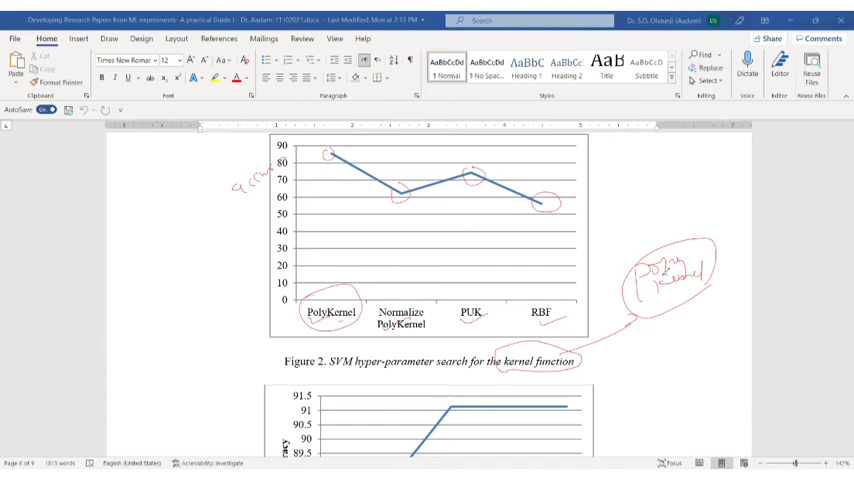 Developing Research Papers from ML experiments- A practical Guide I - Dr. Aadam-11102021.docx - Last Modified: Mon at 2:13 PM
Search
Dr. S.O. Olatunji (Aadam)
File Home Insert Draw Design Layout References Mailings Review View Help
Share Comments
Paste
Cut
Copy
Format Painter
Times New Roman 12
AaBbCcDd AaBbCcDd AaBbC AaBbCc AaB AaBbCcD
Normal No Spac... Heading 1 Heading 2 Title Subtitle
Find
Replace
Select
Dictate
Editor
Reuse Files
Clipboard Font Paragraph Styles Editing Voice Editor Reuse Files
AutoSave On
90
80
70
60
50
40
30
20
10
0
PolyKernel Normalize PUK RBF
PolyKernel
Poly
Kernel
Figure 2. SVM hyper-parameter search for the kernel function
91.5
91
90.5
90
89.5
racy
Page 6 of 9 1515 words English (United States) Accessibility: Investigate Focus 142%